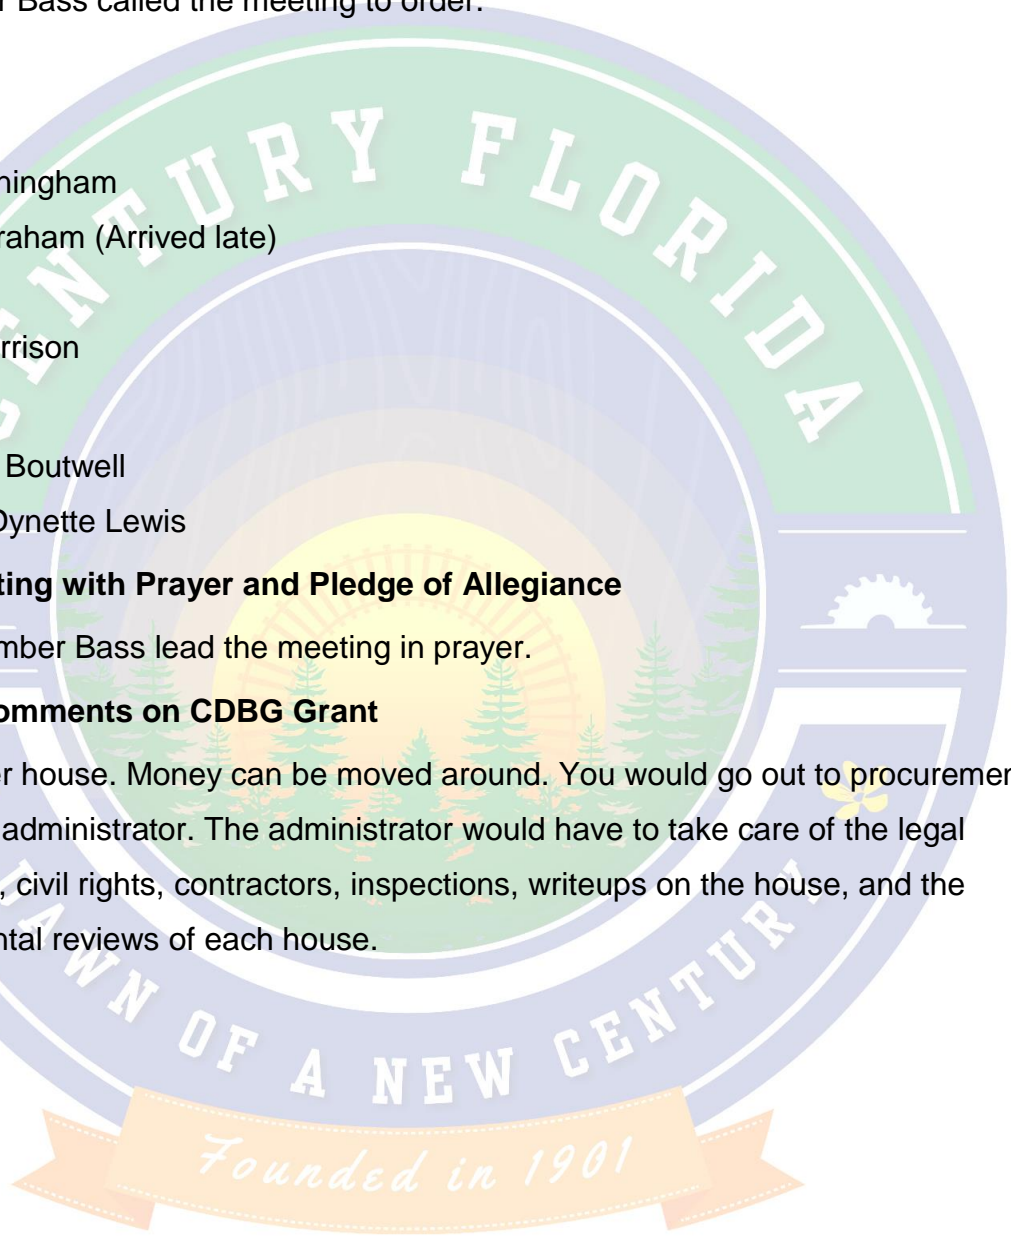 r Bass called the meeting to order.
ningham
raham (Arrived late)
rrison
Boutwell
Dynette Lewis
ting with Prayer and Pledge of Allegiance
mber Bass lead the meeting in prayer.
omments on CDBG Grant
er house. Money can be moved around. You would go out to procuremen
administrator. The administrator would have to take care of the legal
, civil rights, contractors, inspections, writeups on the house, and the
ntal reviews of each house.
CENTURY FLORIDA
DAWN OF A NEW CENTURY
Founded in 1901